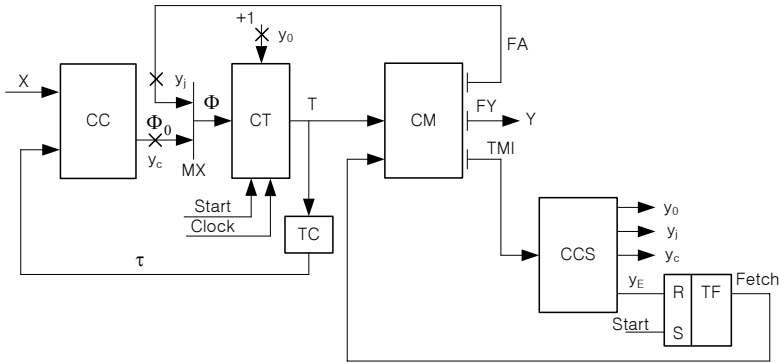 +1
y0
FA
X
yj
Φ
T
FY
Y
CC
Φ0
CT
CM
yc
MX
TMI
Start
Clock
TC
y0
yj
yc
CCS
τ
yE
Fetch
R
TF
Start
S